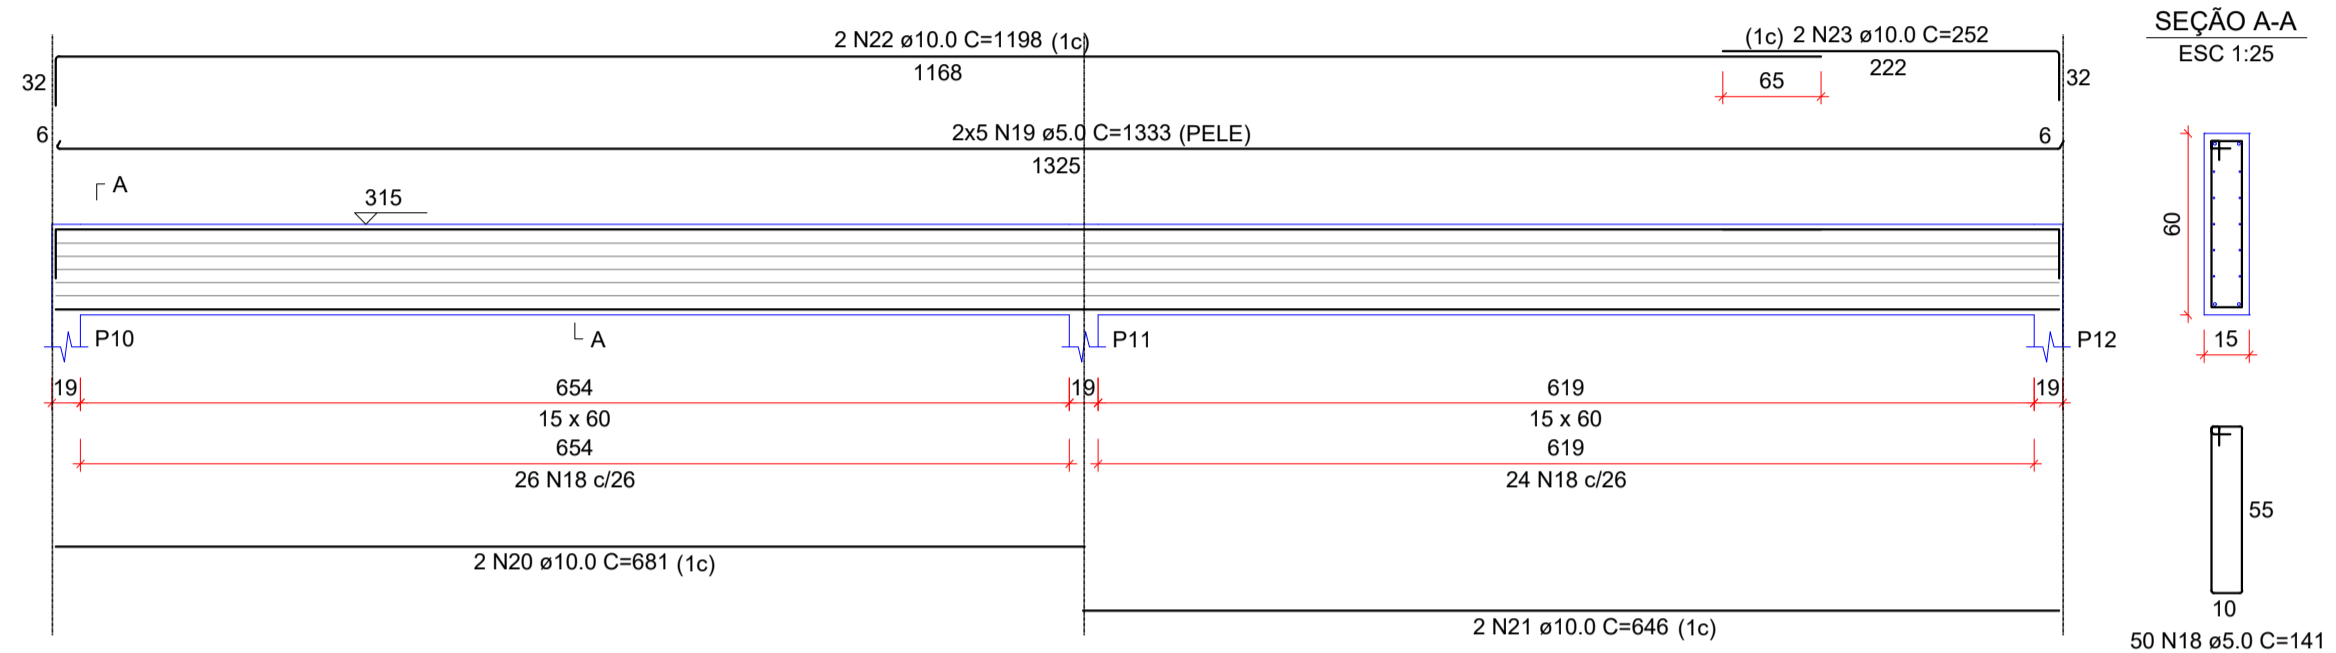 SEÇÃO A-A
ESC 1:25
2 N22 ø10.0 C=1198 (1c)
1168
(1c) 2 N23 ø10.0 C=252
222
65
32
32
6
2x5 N19 ø5.0 C=1333 (PELE)
6
1325
A
315
60
15
A
P10
P11
P12
19
654
19
619
19
15 x 60
15 x 60
654
619
26 N18 c/26
24 N18 c/26
55
10
2 N20 ø10.0 C=681 (1c)
2 N21 ø10.0 C=646 (1c)
50 N18 ø5.0 C=141